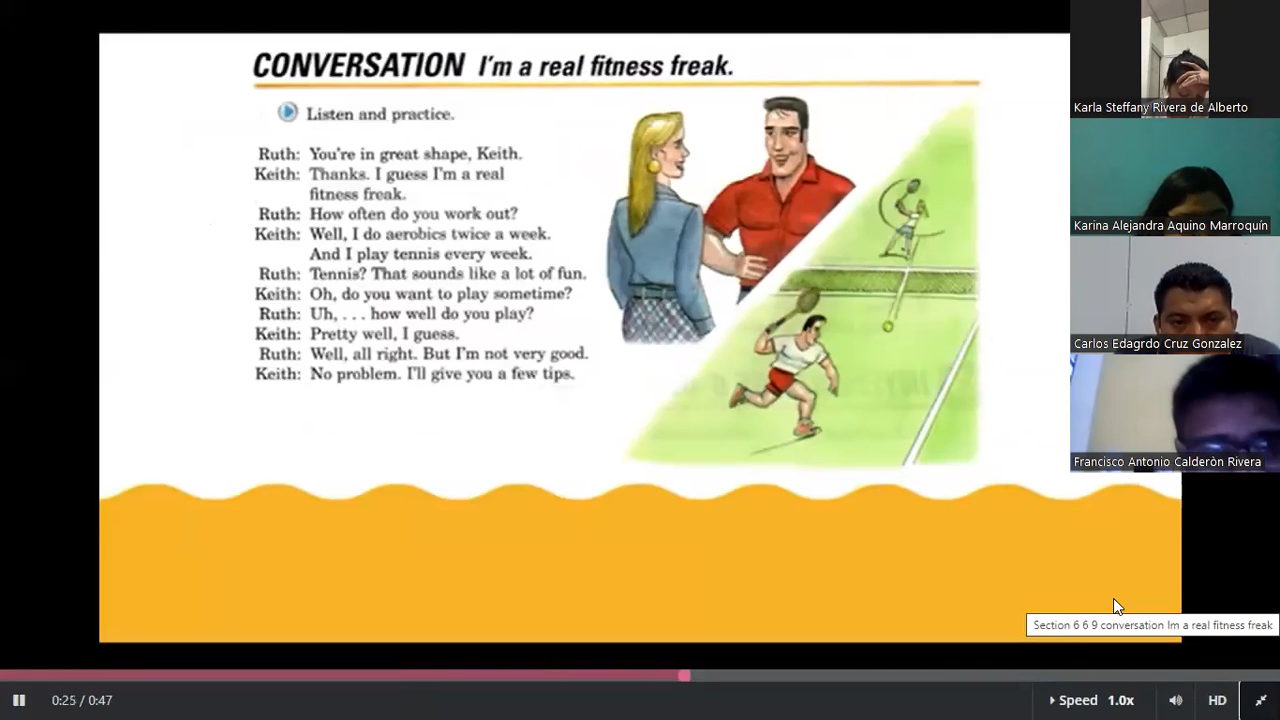 CONVERSATION I'm a real fitness freak.
Listen and practice.
Ruth: You're in great shape, Keith.
Keith: Thanks. I guess I'm a real
fitness freak.
Ruth: How often do you work out?
Keith: Well, I do aerobics twice a week.
And I play tennis every week.
Ruth: Tennis? That sounds like a lot of fun.
Keith: Oh, do you want to play sometime?
Ruth: Uh, . . . how well do you play?
Keith: Pretty well, I guess.
Ruth: Well, all right. But I'm not very good.
Keith: No problem. I'll give you a few tips.
Karla Steffany Rivera de Alberto
Karina Alejandra Aquino Marroquín
Carlos Edagrdo Cruz Gonzalez
Francisco Antonio Calderòn Rivera
Section 6 6 9 conversation Im a real fitness freak
0:25 / 0:47
Speed 1.0x
HD